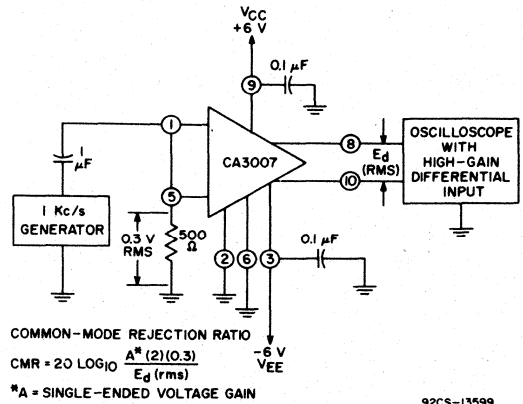 VCC
+6 V
0.1 µF
9
1
8
CA3007
Ed
(RMS)
OSCILLOSCOPE
WITH
HIGH-GAIN
DIFFERENTIAL
INPUT
1
µF
5
10
1 Kc/s
GENERATOR
0.3 V
RMS
500
Ω
2
6
3
0.1 µF
-6 V
VEE
COMMON-MODE REJECTION RATIO
CMR = 20 LOG10 A*(2)(0.3) / Ed(rms)
*A = SINGLE-ENDED VOLTAGE GAIN
92CS-13599